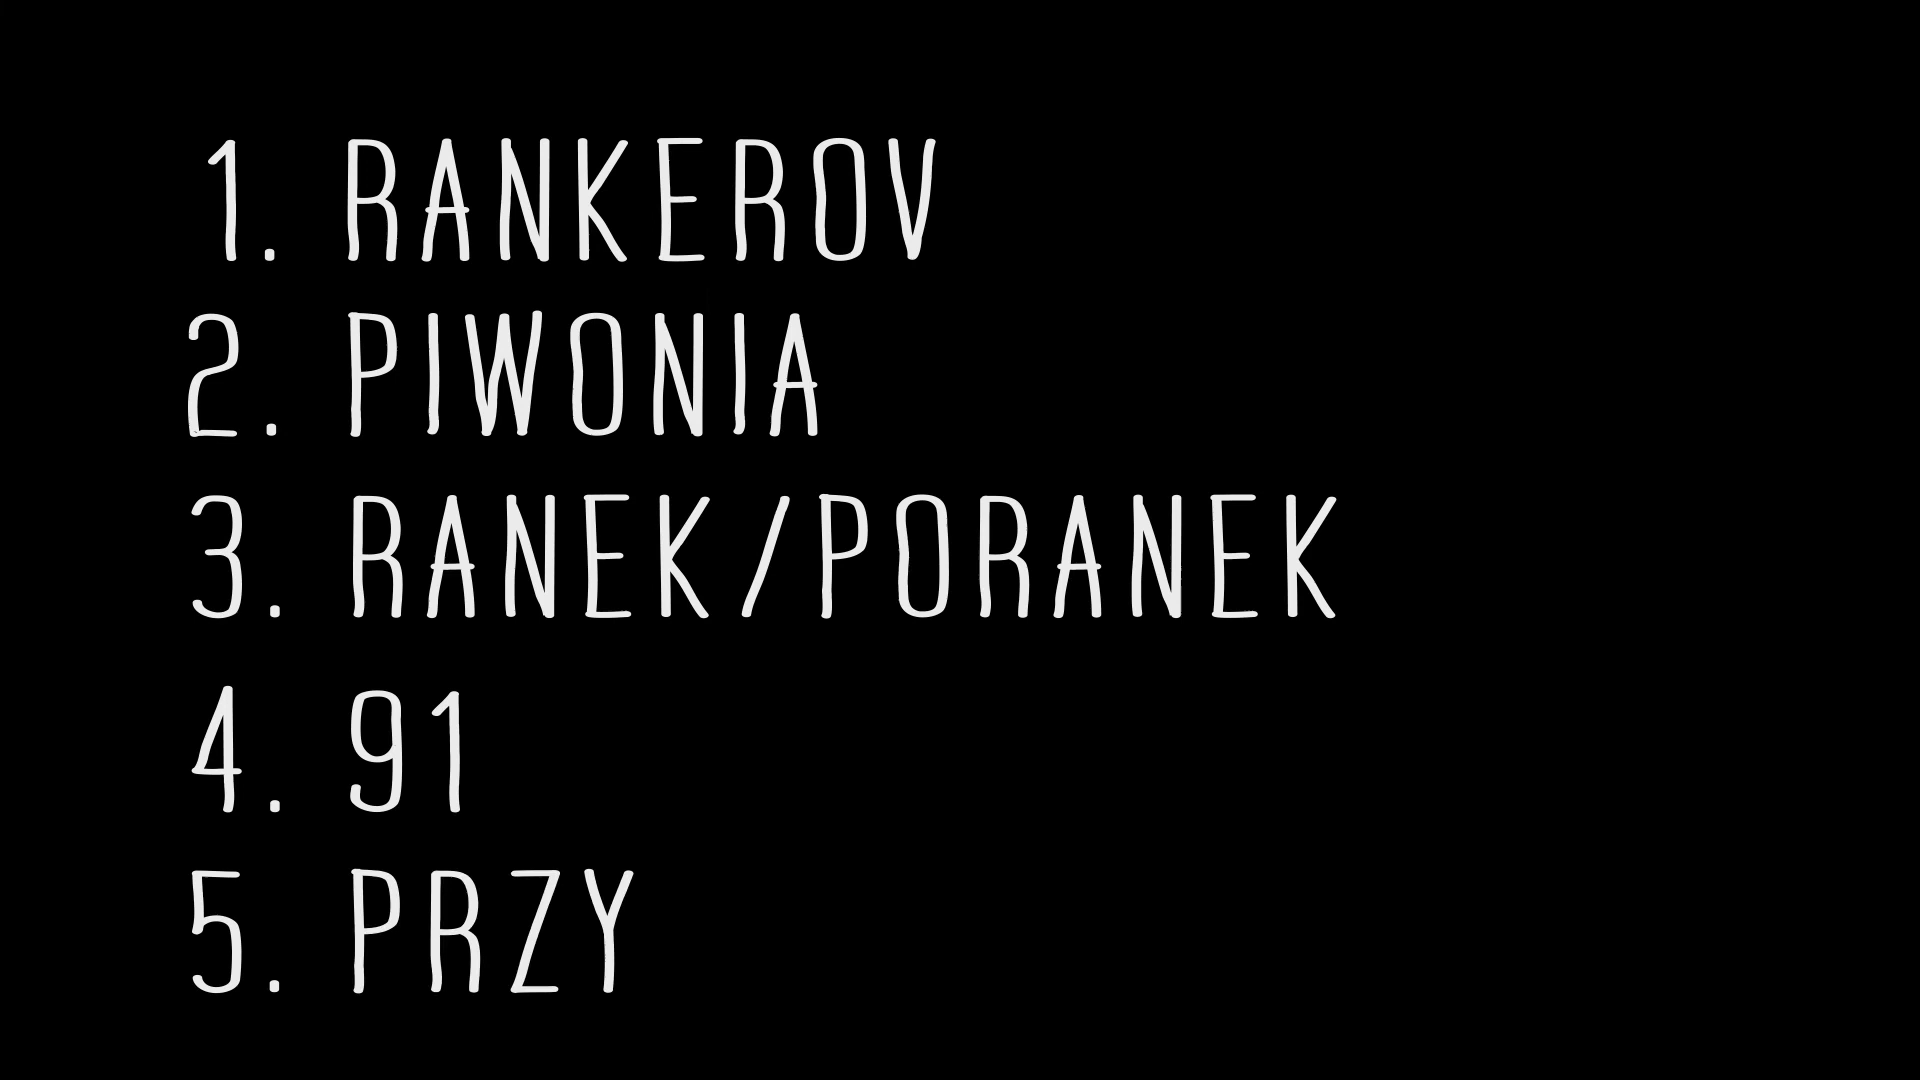 1. RANKEROV
2. PIWONIA
3. RANEK/PORANEK
4. 91
5. PRZY